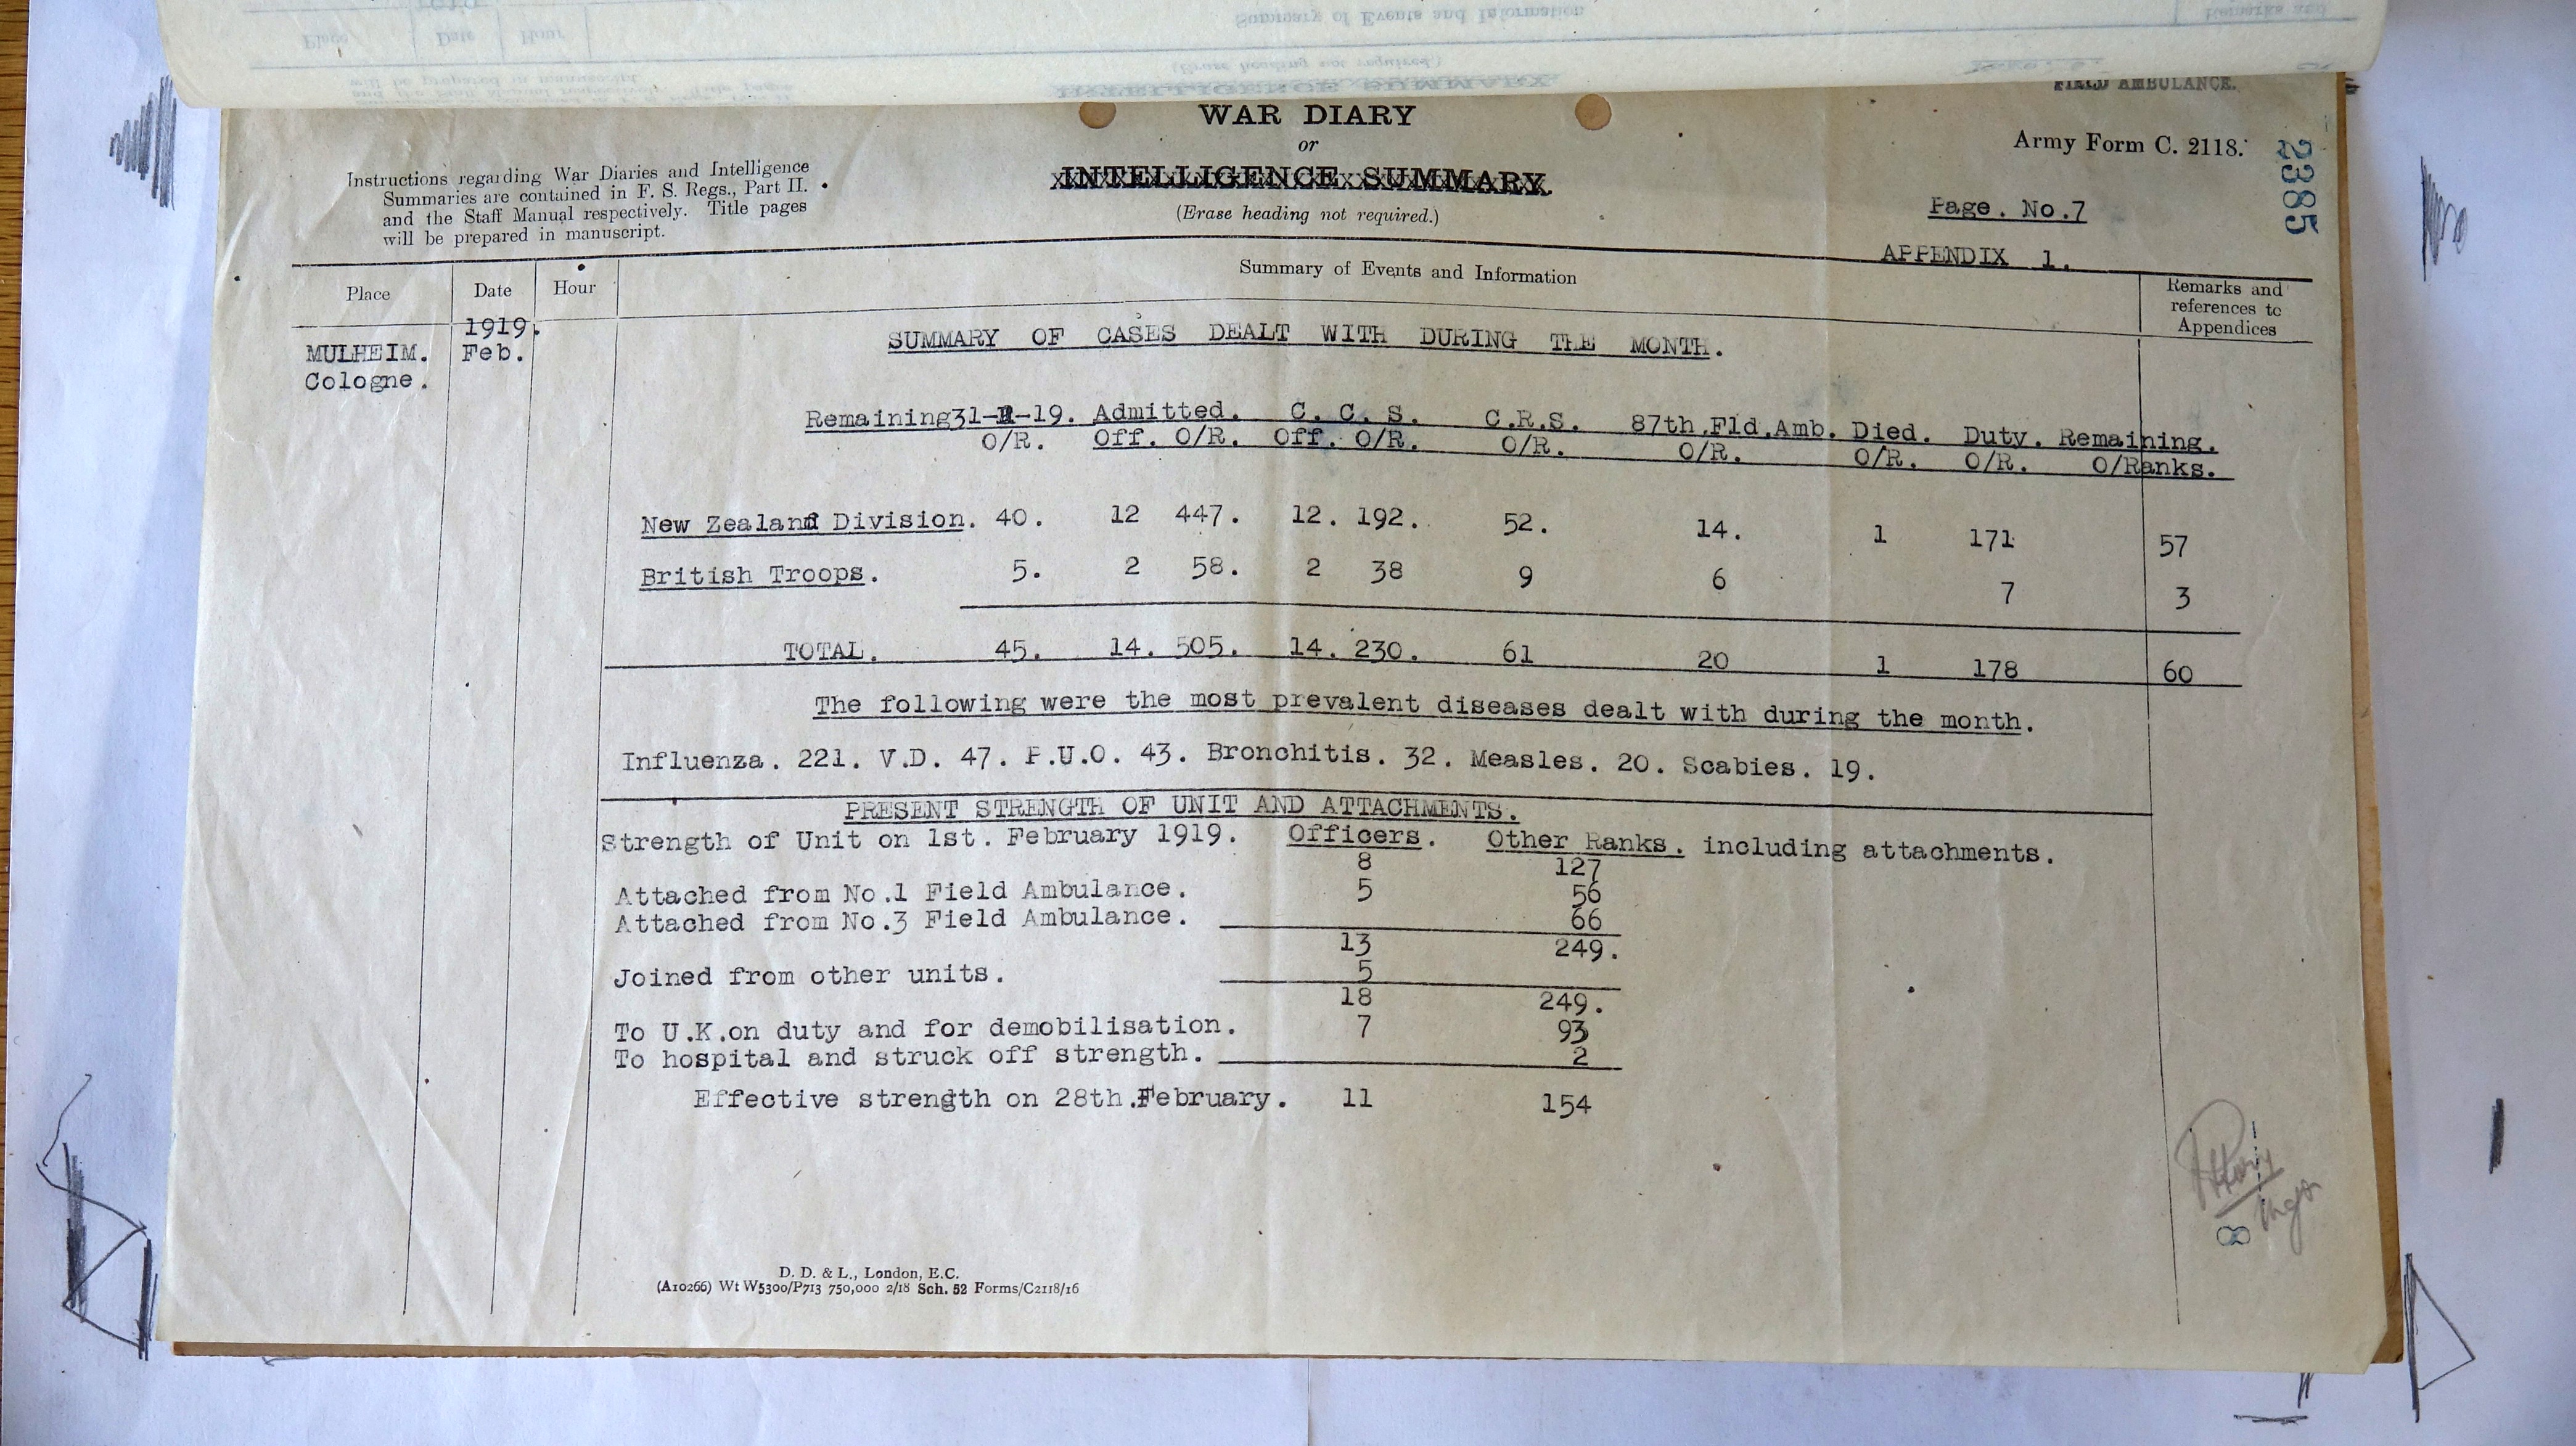 FIELD AMBULANCE.
WAR DIARY
or
INTELLIGENCE SUMMARY.
(Erase heading not required.)
Army Form C. 2118.
2385
Instructions regarding War Diaries and Intelligence
Summaries are contained in F. S. Regs., Part II.
and the Staff Manual respectively. Title pages
will be prepared in manuscript.
Page. No.7
APPENDIX 1.
Place Date Hour Summary of Events and Information Remarks and
references to
Appendices
MULHEIM.
Cologne.
1919.
Feb.
SUMMARY OF CASES DEALT WITH DURING THE MONTH.
Remaining 31- -19. Admitted. C. C. S. C.R.S. 87th.Fld.Amb. Died. Duty. Remaining.
O/R. Off. O/R. Off. O/R. O/R. O/R. O/R. O/R. O/Ranks.
New Zealand Division. 40. 12 447. 12. 192. 52. 14. 1 171 57
British Troops. 5. 2 58. 2 38 9 6 7 3
TOTAL. 45. 14. 505. 14. 230. 61 20 1 178 60
The following were the most prevalent diseases dealt with during the month.
Influenza. 221. V.D. 47. P.U.O. 43. Bronchitis. 32. Measles. 20. Scabies. 19.
PRESENT STRENGTH OF UNIT AND ATTACHMENTS.
Strength of Unit on 1st. February 1919. Officers. Other Ranks. including attachments.
8 127
Attached from No.1 Field Ambulance. 5 56
Attached from No.3 Field Ambulance. 66
13 249.
Joined from other units. 5
18 249.
To U.K.on duty and for demobilisation. 7 93
To hospital and struck off strength. 2
Effective strength on 28th.February. 11 154
8
D. D. & L., London, E.C.
(A10266) Wt W5300/P713 750,000 2/18 Sch. 52 Forms/C2118/16